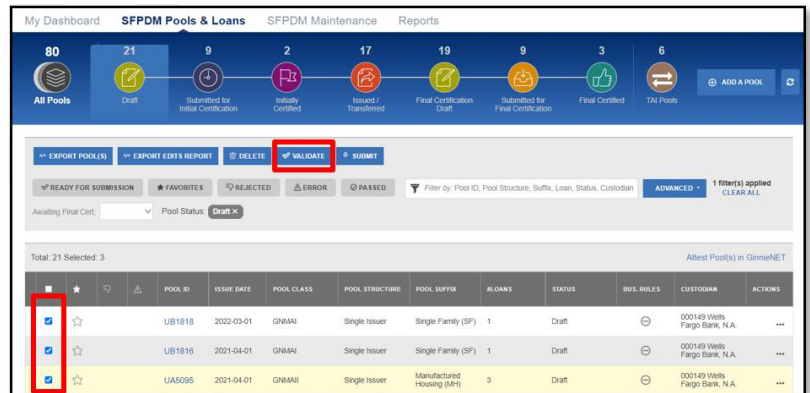 My Dashboard SFPDM Pools & Loans SFPDM Maintenance Reports
80 21 9 2 17 19 9 3 6
All Pools Draft Submitted for Initial Certification Initially Certified Issued / Transferred Final Certification Draft Submitted for Final Certification Final Certified TAI Pools ADD A POOL
EXPORT POOL(S) EXPORT EDITS REPORT DELETE VALIDATE SUBMIT
READY FOR SUBMISSION FAVORITES REJECTED ERROR PASSED Filter by: Pool ID, Pool Structure, Suffix, Loan, Status, Custodian ADVANCED 1 filter(s) applied
CLEAR ALL
Awaiting Final Cert. Pool Status: Draft X
Total: 21 Selected: 3 Attest Pool(s) in GinnieNET
POOL ID ISSUE DATE POOL CLASS POOL STRUCTURE POOL SUFFIX #LOANS STATUS BUS. RULES CUSTODIAN ACTIONS
UB1818 2022-03-01 GNMAI Single Issuer Single Family (SF) 1 Draft 000149 Wells Fargo Bank, N.A. ...
UB1816 2021-04-01 GNMAI Single Issuer Single Family (SF) 1 Draft 000149 Wells Fargo Bank, N.A. ...
UA5095 2021-04-01 GNMAII Single Issuer Manufactured Housing (MH) 3 Draft 000149 Wells Fargo Bank, N.A. ...